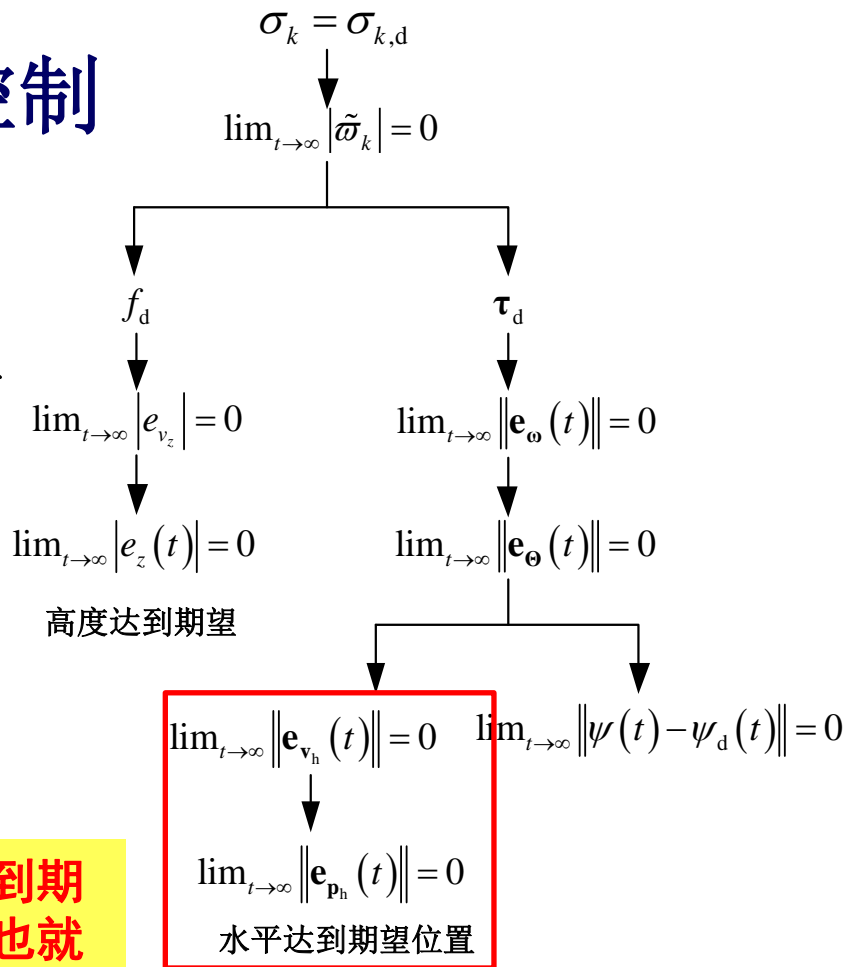 σ_k = σ_{k,d}
控制
lim_{t→∞} |ϖ̃_k| = 0
f_d
τ_d
lim_{t→∞} |e_{v_z}| = 0
lim_{t→∞} ‖e_ω(t)‖ = 0
lim_{t→∞} |e_z(t)| = 0
lim_{t→∞} ‖e_Θ(t)‖ = 0
高度达到期望
lim_{t→∞} ‖e_{v_h}(t)‖ = 0
lim_{t→∞} ‖ψ(t) − ψ_d(t)‖ = 0
lim_{t→∞} ‖e_{p_h}(t)‖ = 0
水平达到期望位置
到期
也就